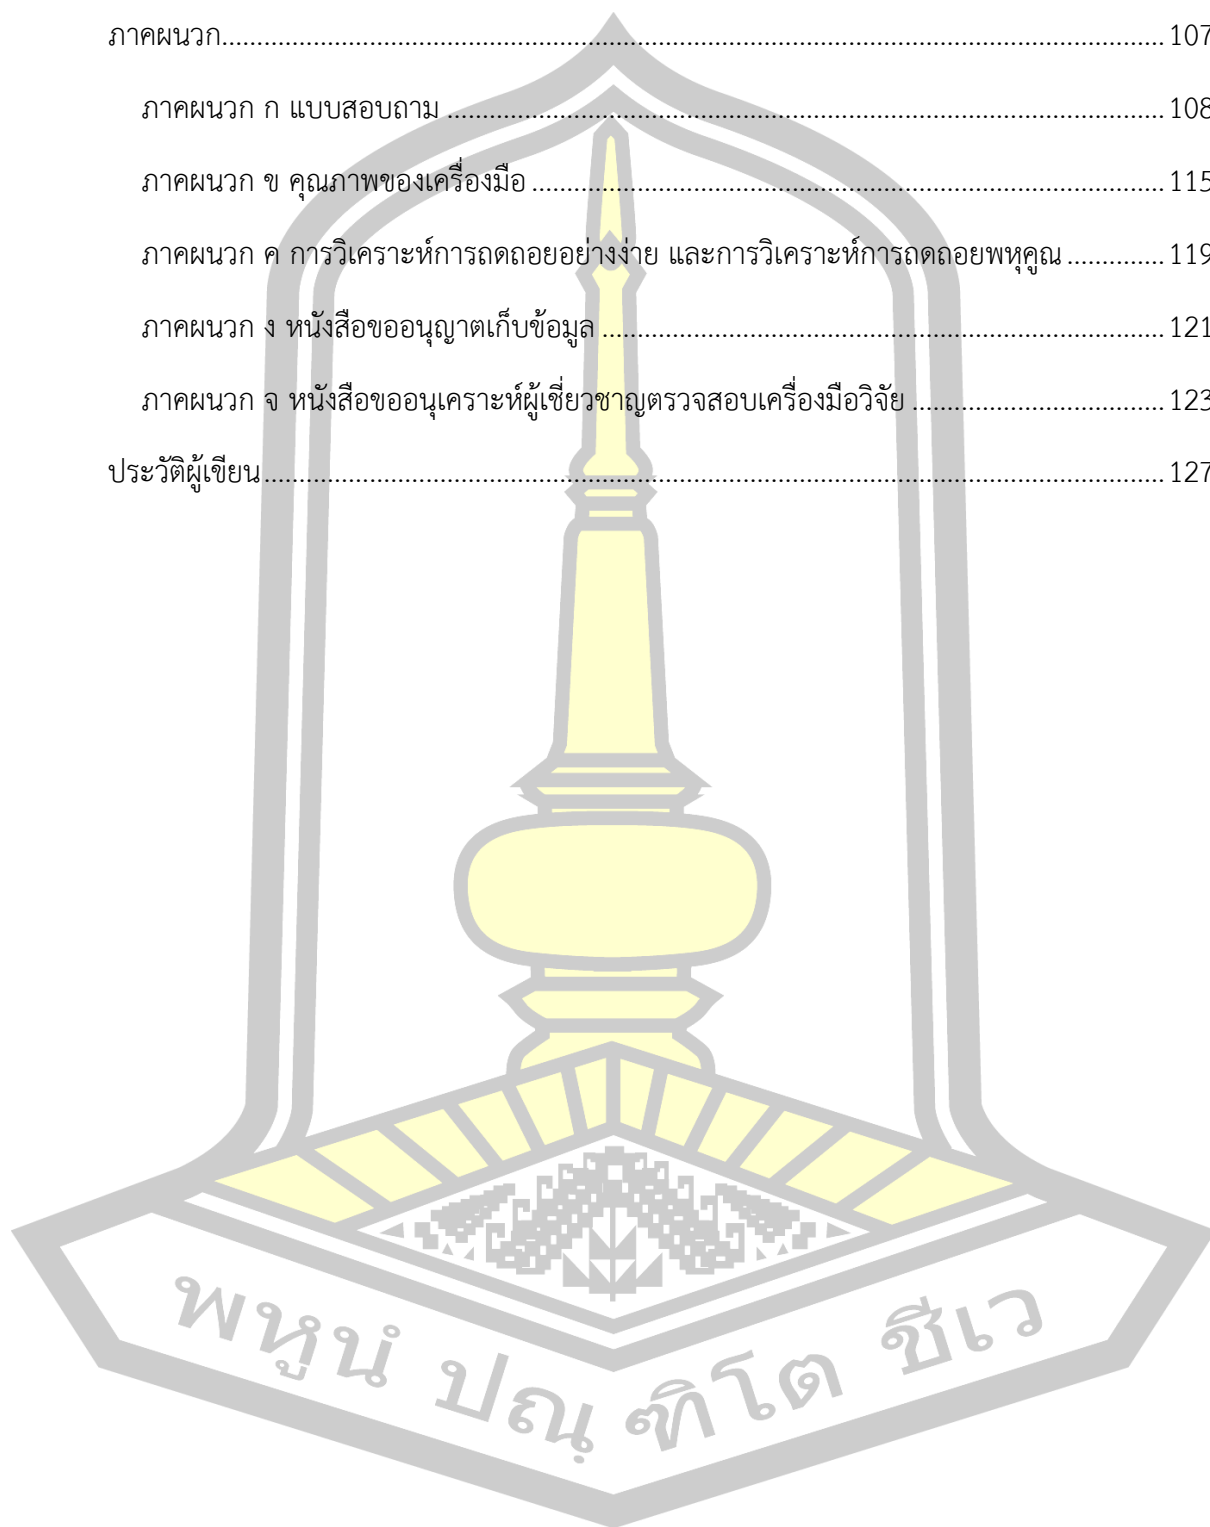 ภาคผนวก.......................................................................................................................... 107
ภาคผนวก ก แบบสอบถาม ............................................................................................. 108
ภาคผนวก ข คุณภาพของเครื่องมือ .................................................................................. 115
ภาคผนวก ค การวิเคราะห์การถดถอยอย่างง่าย และการวิเคราะห์การถดถอยพหุคูณ .............. 119
ภาคผนวก ง หนังสือขออนุญาตเก็บข้อมูล ......................................................................... 121
ภาคผนวก จ หนังสือขออนุเคราะห์ผู้เชี่ยวชาญตรวจสอบเครื่องมือวิจัย ................................. 123
ประวัติผู้เขียน ..................................................................................................................... 127
พหูนํ ปณฺฑิโต ชีเว